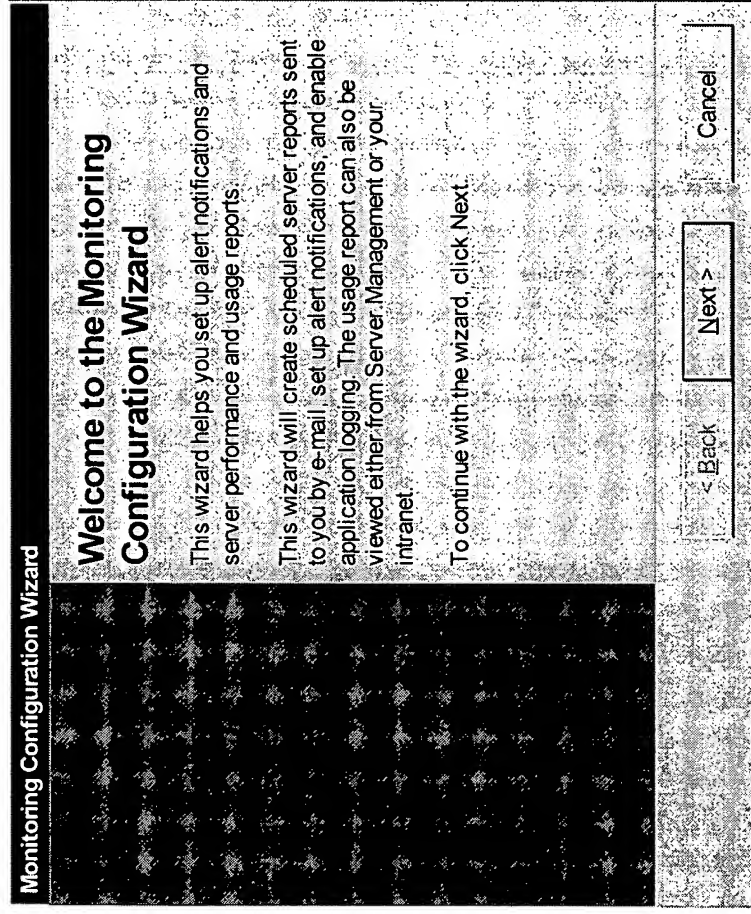 Monitoring Configuration Wizard
Welcome to the Monitoring
Configuration Wizard
This wizard helps you set up alert notifications and
server performance and usage reports.
This wizard will create scheduled server reports sent
to you by e-mail, set up alert notifications, and enable
application logging. The usage report can also be
viewed either from Server Management or your
intranet.
To continue with the wizard, click Next.
< Back
Next >
Cancel